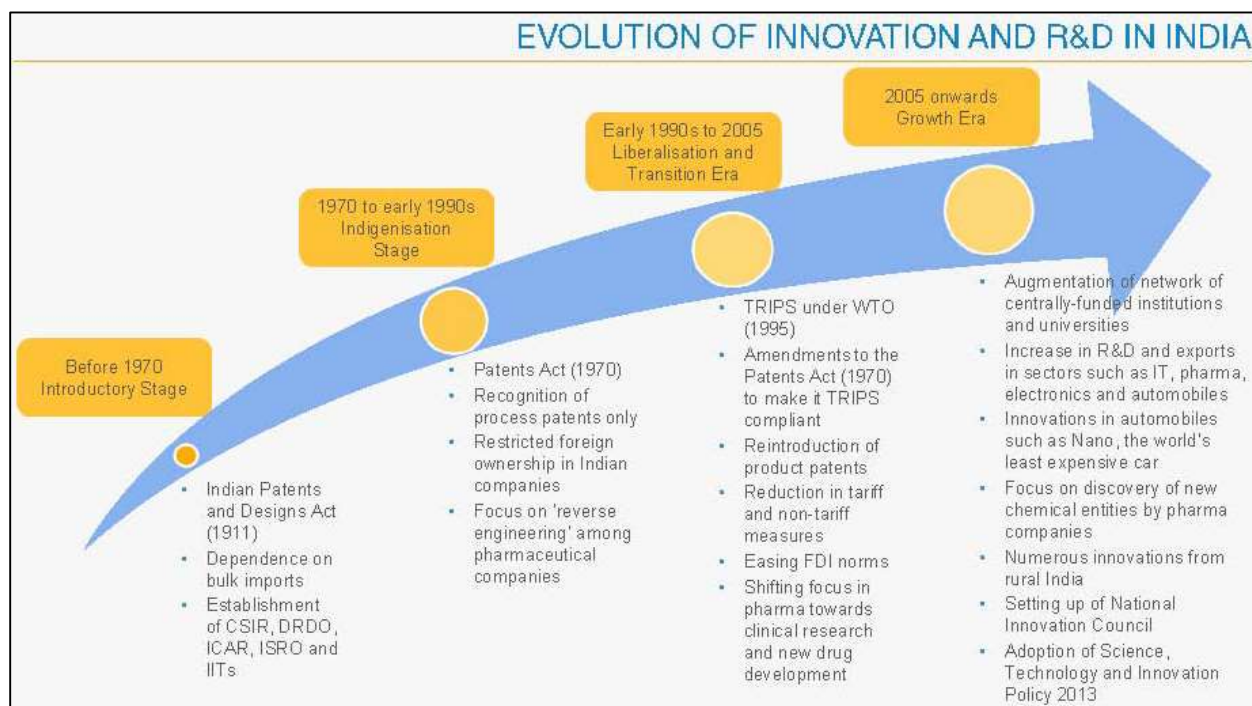 EVOLUTION OF INNOVATION AND R&D IN INDIA
Before 1970
Introductory Stage
• Indian Patents
and Designs Act
(1911)
• Dependence on
bulk imports
• Establishment
of CSIR, DRDO,
ICAR, ISRO and
IITs
1970 to early 1990s
Indigenisation
Stage
• Patents Act (1970)
• Recognition of
process patents only
• Restricted foreign
ownership in Indian
companies
• Focus on 'reverse
engineering' among
pharmaceutical
companies
Early 1990s to 2005
Liberalisation and
Transition Era
• TRIPS under WTO
(1995)
• Amendments to the
Patents Act (1970)
to make it TRIPS
compliant
• Reintroduction of
product patents
• Reduction in tariff
and non-tariff
measures
• Easing FDI norms
• Shifting focus in
pharma towards
clinical research
and new drug
development
2005 onwards
Growth Era
• Augmentation of network of
centrally-funded institutions
and universities
• Increase in R&D and exports
in sectors such as IT, pharma,
electronics and automobiles
• Innovations in automobiles
such as Nano, the world's
least expensive car
• Focus on discovery of new
chemical entities by pharma
companies
• Numerous innovations from
rural India
• Setting up of National
Innovation Council
• Adoption of Science,
Technology and Innovation
Policy 2013